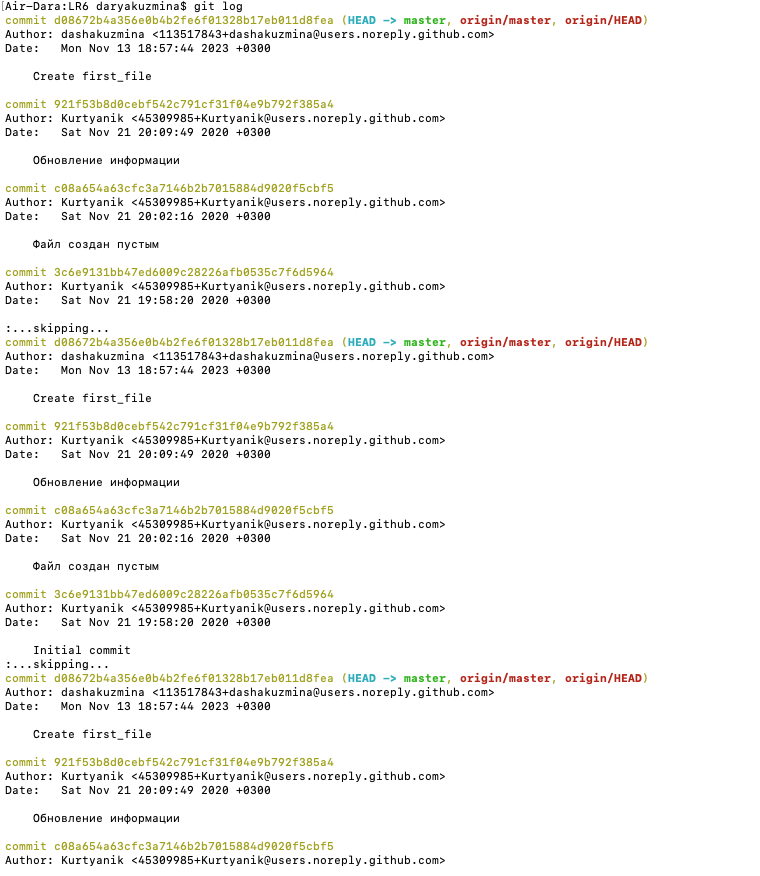 [Air-Dara:LR6 daryakuzmina$ git log
commit d08672b4a356e0b4b2fe6f01328b17eb011d8fea (HEAD -> master, origin/master, origin/HEAD)
Author: dashakuzmina <113517843+dashakuzmina@users.noreply.github.com>
Date:   Mon Nov 13 18:57:44 2023 +0300
Create first_file
commit 921f53b8d0cebf542c791cf31f04e9b792f385a4
Author: Kurtyanik <45309985+Kurtyanik@users.noreply.github.com>
Date:   Sat Nov 21 20:09:49 2020 +0300
Обновление информации
commit c08a654a63cfc3a7146b2b7015884d9020f5cbf5
Author: Kurtyanik <45309985+Kurtyanik@users.noreply.github.com>
Date:   Sat Nov 21 20:02:16 2020 +0300
Файл создан пустым
commit 3c6e9131bb47ed6009c28226afb0535c7f6d5964
Author: Kurtyanik <45309985+Kurtyanik@users.noreply.github.com>
Date:   Sat Nov 21 19:58:20 2020 +0300
:...skipping...
commit d08672b4a356e0b4b2fe6f01328b17eb011d8fea (HEAD -> master, origin/master, origin/HEAD)
Author: dashakuzmina <113517843+dashakuzmina@users.noreply.github.com>
Date:   Mon Nov 13 18:57:44 2023 +0300
Create first_file
commit 921f53b8d0cebf542c791cf31f04e9b792f385a4
Author: Kurtyanik <45309985+Kurtyanik@users.noreply.github.com>
Date:   Sat Nov 21 20:09:49 2020 +0300
Обновление информации
commit c08a654a63cfc3a7146b2b7015884d9020f5cbf5
Author: Kurtyanik <45309985+Kurtyanik@users.noreply.github.com>
Date:   Sat Nov 21 20:02:16 2020 +0300
Файл создан пустым
commit 3c6e9131bb47ed6009c28226afb0535c7f6d5964
Author: Kurtyanik <45309985+Kurtyanik@users.noreply.github.com>
Date:   Sat Nov 21 19:58:20 2020 +0300
Initial commit
:...skipping...
commit d08672b4a356e0b4b2fe6f01328b17eb011d8fea (HEAD -> master, origin/master, origin/HEAD)
Author: dashakuzmina <113517843+dashakuzmina@users.noreply.github.com>
Date:   Mon Nov 13 18:57:44 2023 +0300
Create first_file
commit 921f53b8d0cebf542c791cf31f04e9b792f385a4
Author: Kurtyanik <45309985+Kurtyanik@users.noreply.github.com>
Date:   Sat Nov 21 20:09:49 2020 +0300
Обновление информации
commit c08a654a63cfc3a7146b2b7015884d9020f5cbf5
Author: Kurtyanik <45309985+Kurtyanik@users.noreply.github.com>